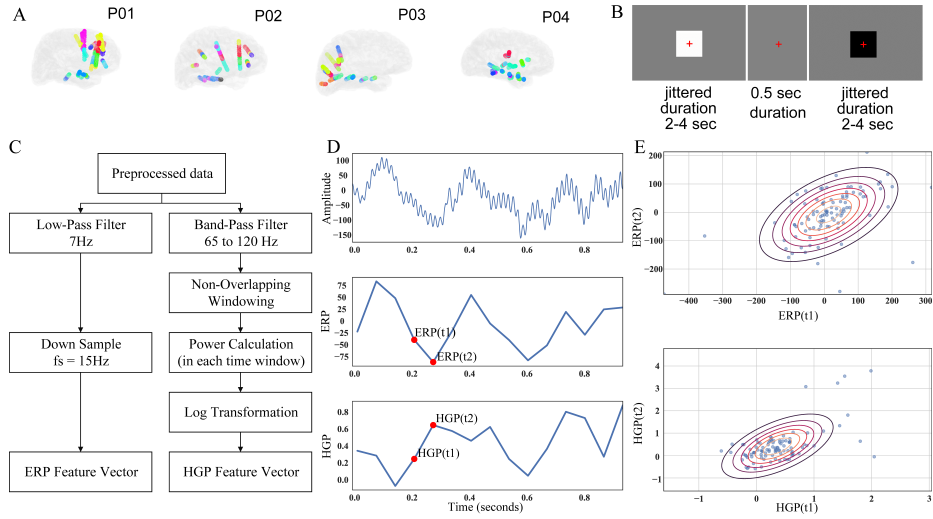 A
P01
P02
P03
P04
B
jittered
duration
2-4 sec
0.5 sec
duration
jittered
duration
2-4 sec
C
Preprocessed data
Low-Pass Filter
7Hz
Band-Pass Filter
65 to 120 Hz
Non-Overlapping
Windowing
Down Sample
fs = 15Hz
Power Calculation
(in each time window)
Log Transformation
ERP Feature Vector
HGP Feature Vector
D
Amplitude
100
50
0
−50
−100
−150
0.0
0.2
0.4
0.6
0.8
ERP
75
50
25
0
−25
−50
−75
ERP(t1)
ERP(t2)
0.0
0.2
0.4
0.6
0.8
HGP
0.8
0.6
0.4
0.2
0.0
HGP(t2)
HGP(t1)
0.0
0.2
0.4
0.6
0.8
Time (seconds)
E
ERP(t2)
200
100
0
−100
−200
−400
−300
−200
−100
0
100
200
300
ERP(t1)
HGP(t2)
4
3
2
1
0
−1
−1
0
1
2
3
HGP(t1)